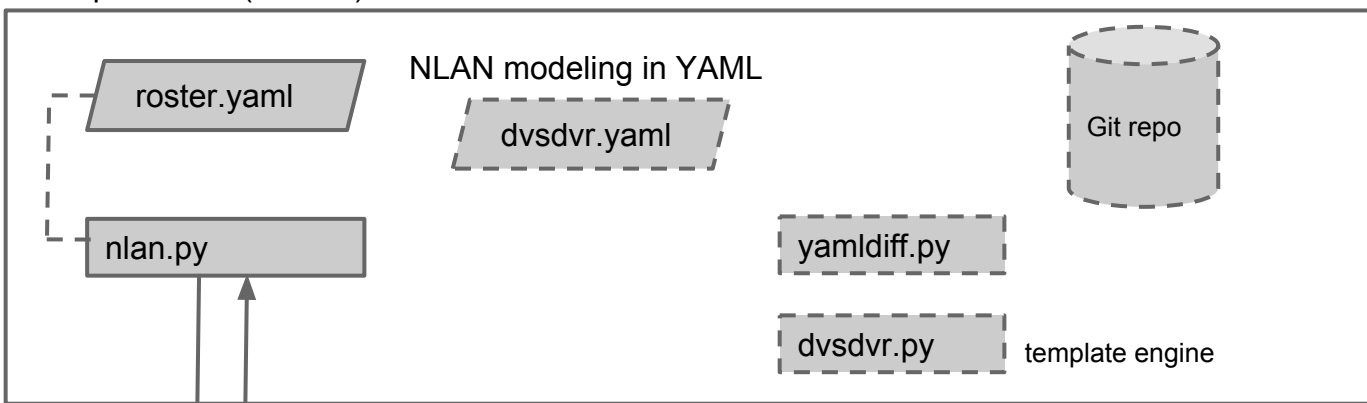 NLAN modeling in YAML
roster.yaml
dvsdvr.yaml
Git repo
nlan.py
yamldiff.py
dvsdvr.py
template engine